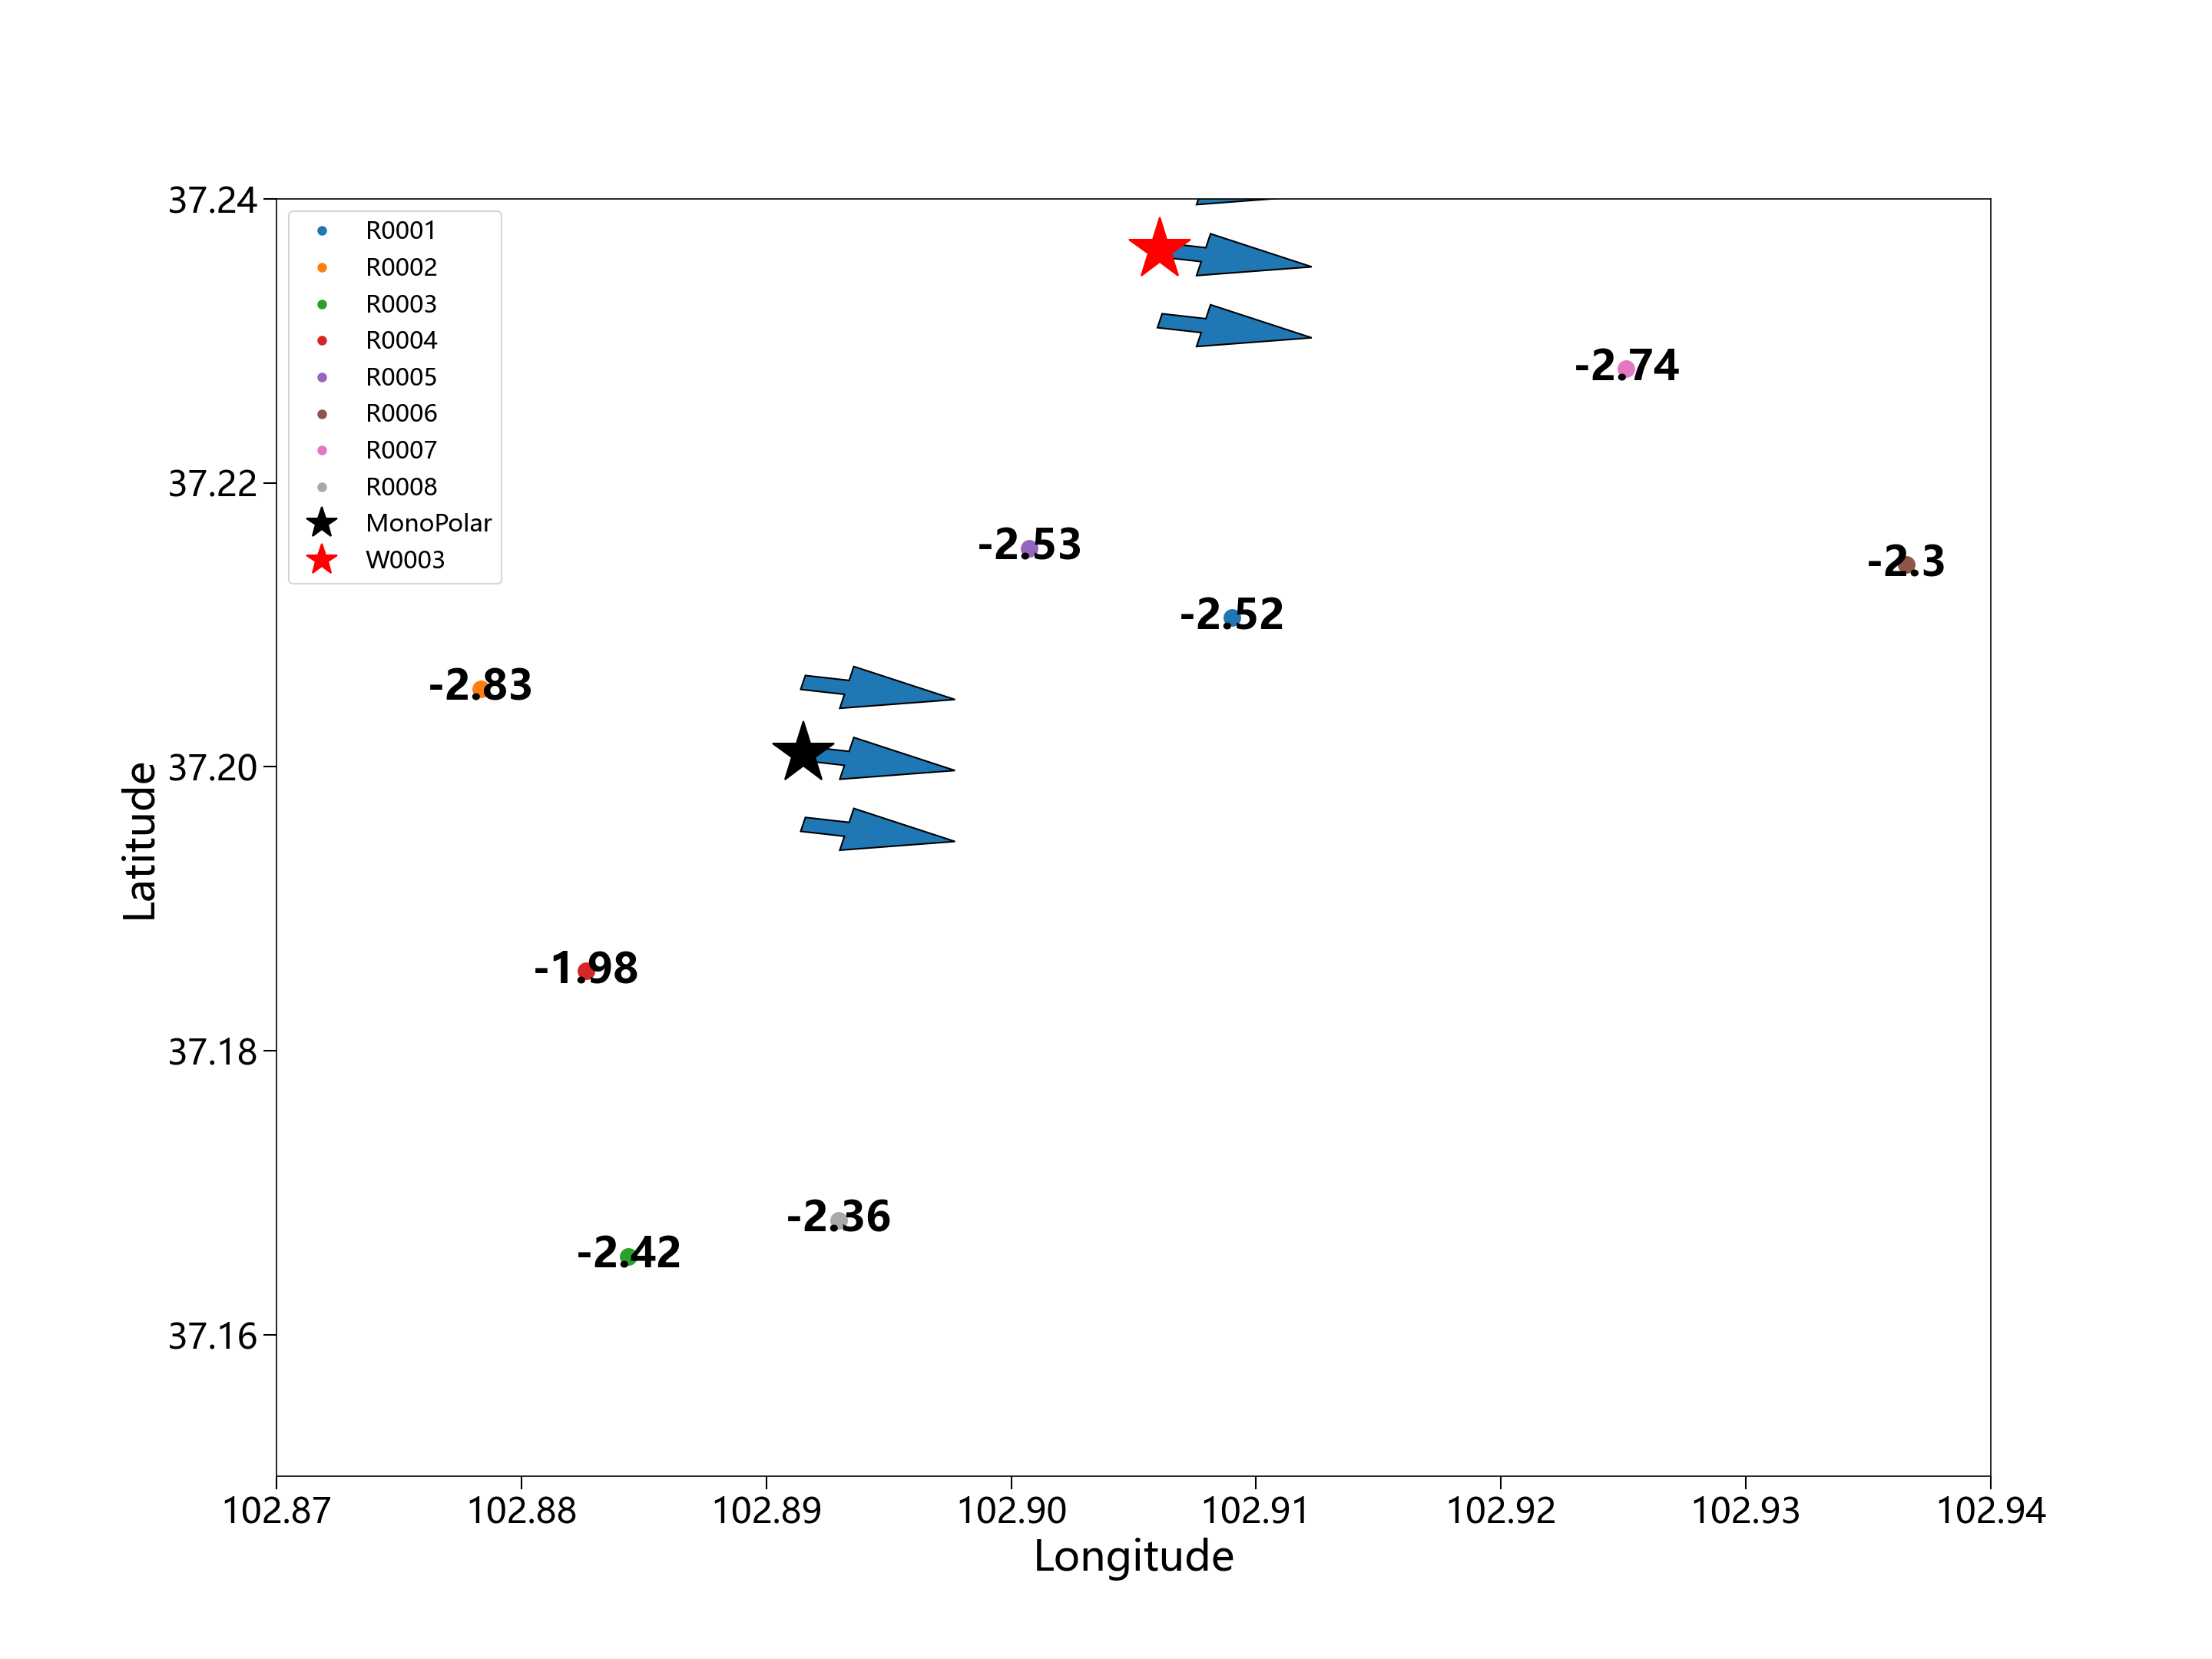 37.24
R0001
R0002
R0003
R0004
R0005
R0006
R0007
R0008
MonoPolar
W0003
-2.74
37.22
-2.53
-2.3
-2.52
-2.83
37.20
Latitude
-1.98
37.18
-2.36
-2.42
37.16
102.87 102.88 102.89 102.90 102.91 102.92 102.93 102.94
Longitude